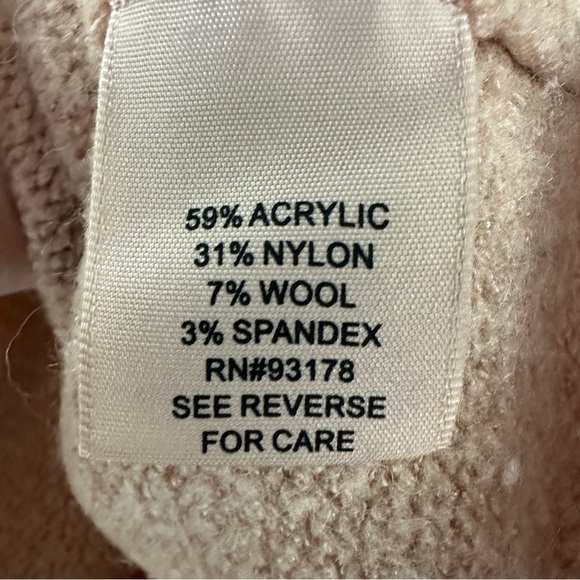 59% ACRYLIC
31% NYLON
7% WOOL
3% SPANDEX
RN#93178
SEE REVERSE
FOR CARE